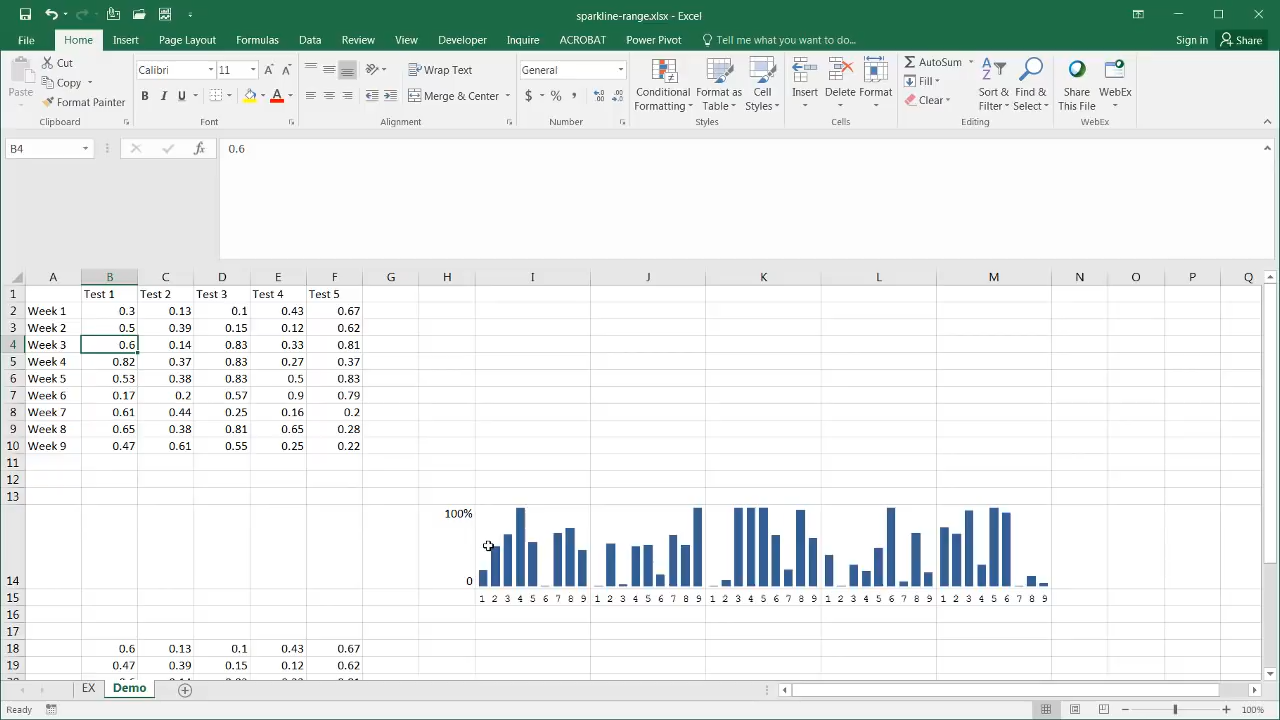 sparkline-range.xlsx - Excel
File Home Insert Page Layout Formulas Data Review View Developer Inquire ACROBAT Power Pivot Tell me what you want to do... Sign in Share
Paste
Cut
Copy
Format Painter
Clipboard
Calibri 11
B I U
Font
Wrap Text
Merge & Center
Alignment
General
$ % ,
Number
Conditional Formatting
Format as Table
Cell Styles
Styles
Insert Delete Format
Cells
AutoSum
Fill
Clear
Sort & Filter
Find & Select
Editing
Share This File
WebEx
WebEx
B4 fx 0.6
A B C D E F G H I J K L M N O P Q
1 Test 1 Test 2 Test 3 Test 4 Test 5
2 Week 1 0.3 0.13 0.1 0.43 0.67
3 Week 2 0.5 0.39 0.15 0.12 0.62
4 Week 3 0.6 0.14 0.83 0.33 0.81
5 Week 4 0.82 0.37 0.83 0.27 0.37
6 Week 5 0.53 0.38 0.83 0.5 0.83
7 Week 6 0.17 0.2 0.57 0.9 0.79
8 Week 7 0.61 0.44 0.25 0.16 0.2
9 Week 8 0.65 0.38 0.81 0.65 0.28
10 Week 9 0.47 0.61 0.55 0.25 0.22
11
12
13
100%
14 0
15 1 2 3 4 5 6 7 8 9 1 2 3 4 5 6 7 8 9 1 2 3 4 5 6 7 8 9 1 2 3 4 5 6 7 8 9 1 2 3 4 5 6 7 8 9
16
17
18 0.6 0.13 0.1 0.43 0.67
19 0.47 0.39 0.15 0.12 0.62
EX Demo
Ready 100%